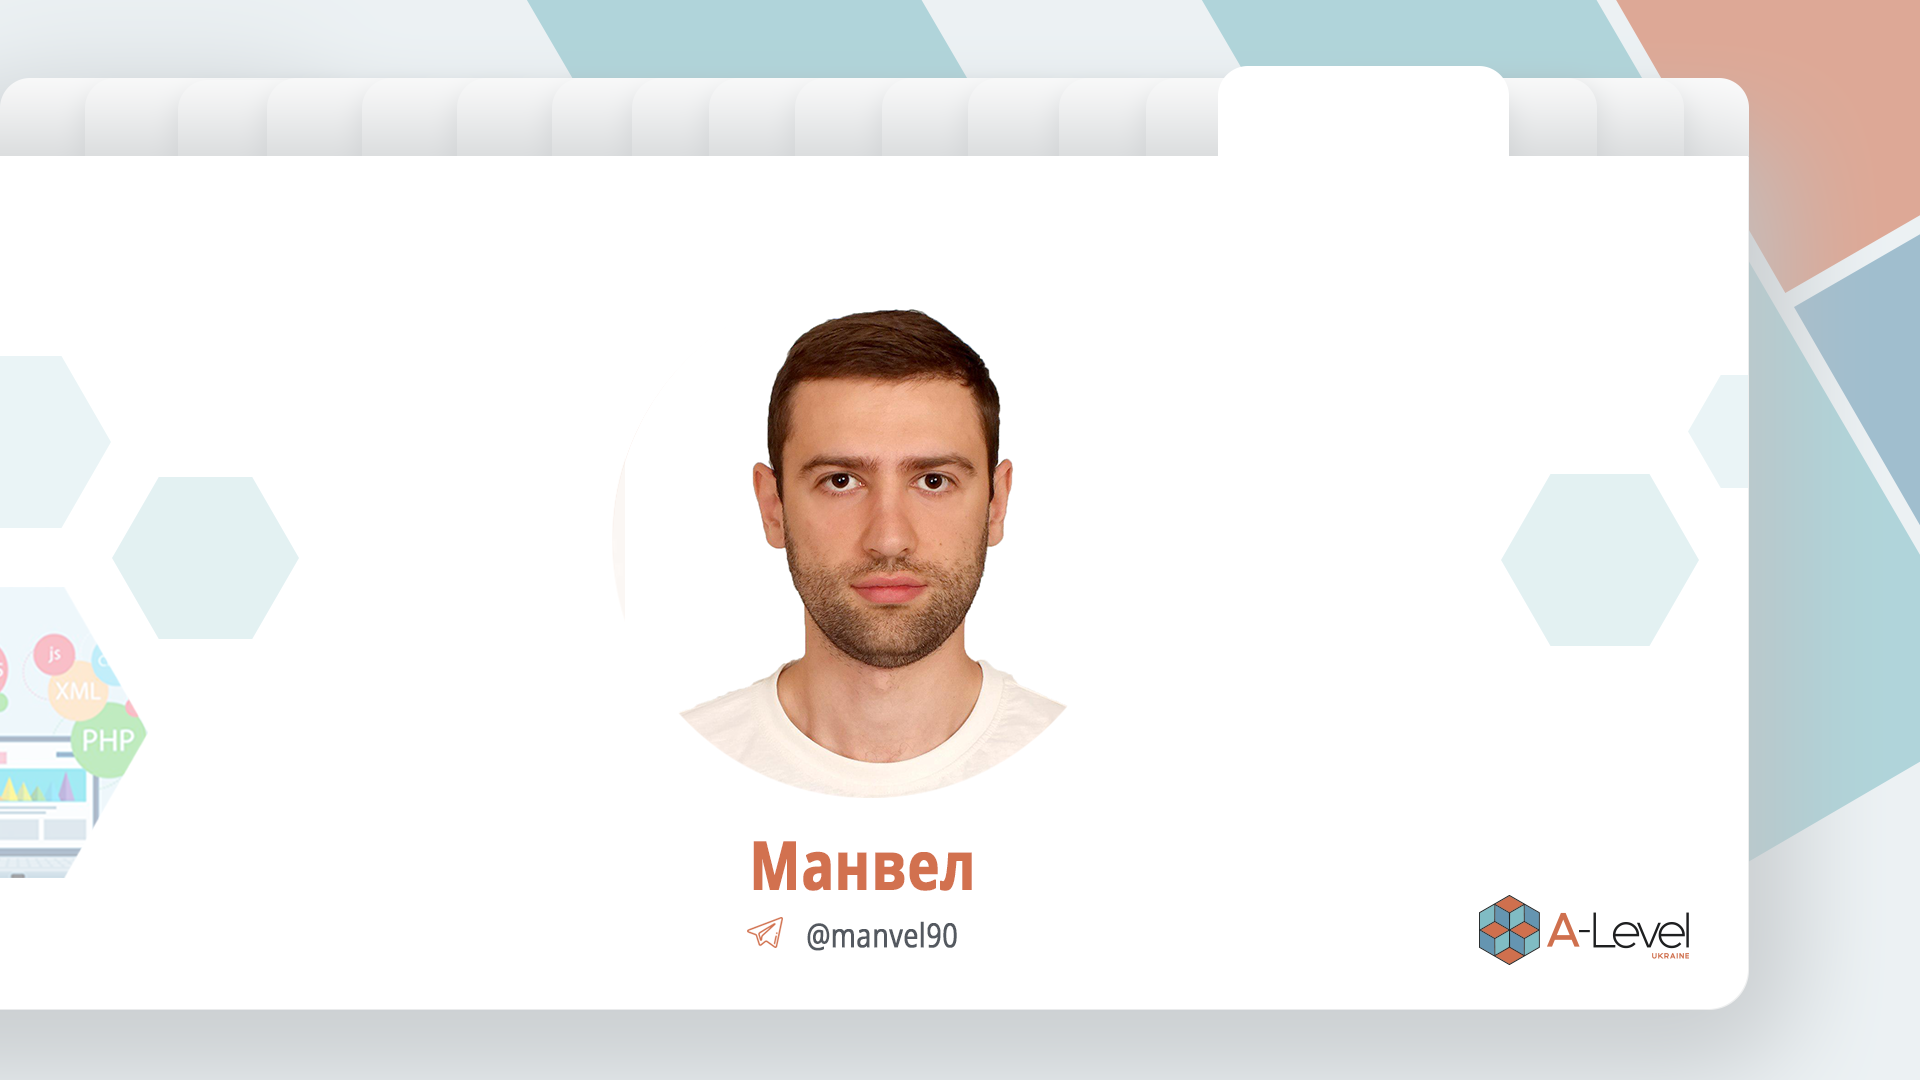 js
XML
PHP
Манвел
@manvel90
A-Level
UKRAINE